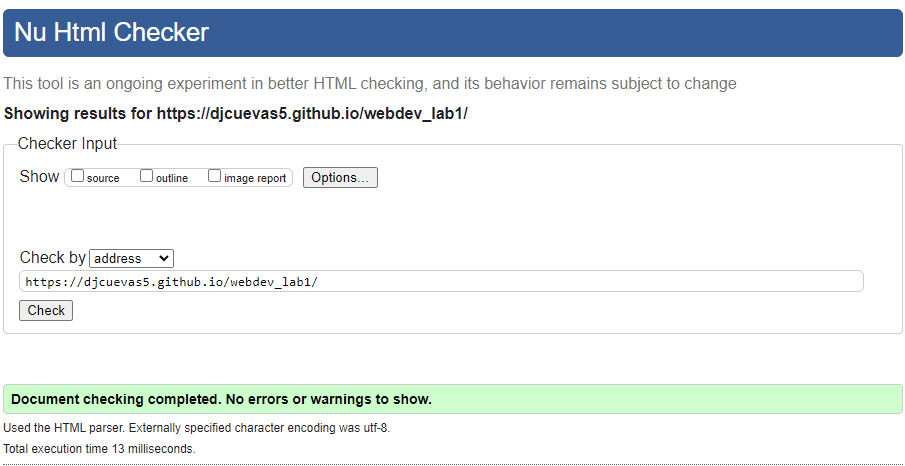 Nu Html Checker
This tool is an ongoing experiment in better HTML checking, and its behavior remains subject to change
Showing results for https://djcuevas5.github.io/webdev_lab1/
Checker Input
Show source outline image report Options...
Check by address
https://djcuevas5.github.io/webdev_lab1/
Check
Document checking completed. No errors or warnings to show.
Used the HTML parser. Externally specified character encoding was utf-8.
Total execution time 13 milliseconds.